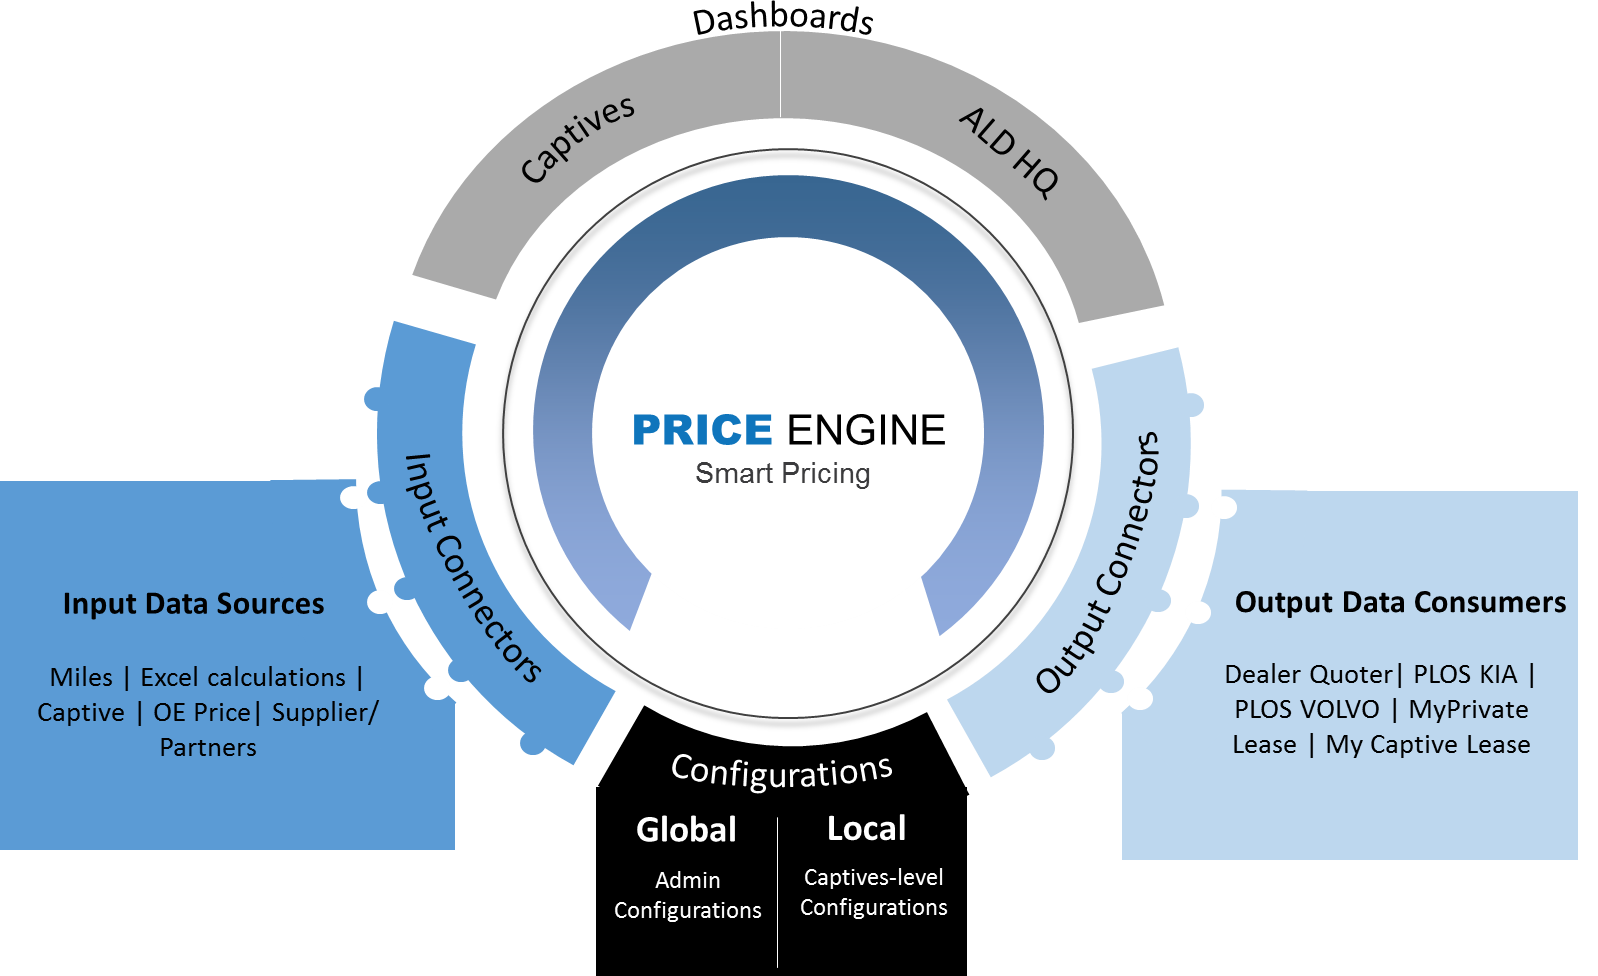 Dashboards
Captives
ALD HQ
PRICE ENGINE
Smart Pricing
Input Connectors
Output Connectors
Input Data Sources
Miles | Excel calculations |
Captive | OE Price| Supplier/
Partners
Output Data Consumers
Dealer Quoter| PLOS KIA |
PLOS VOLVO | MyPrivate
Lease | My Captive Lease
Configurations
Global
Admin
Configurations
Local
Captives-level
Configurations